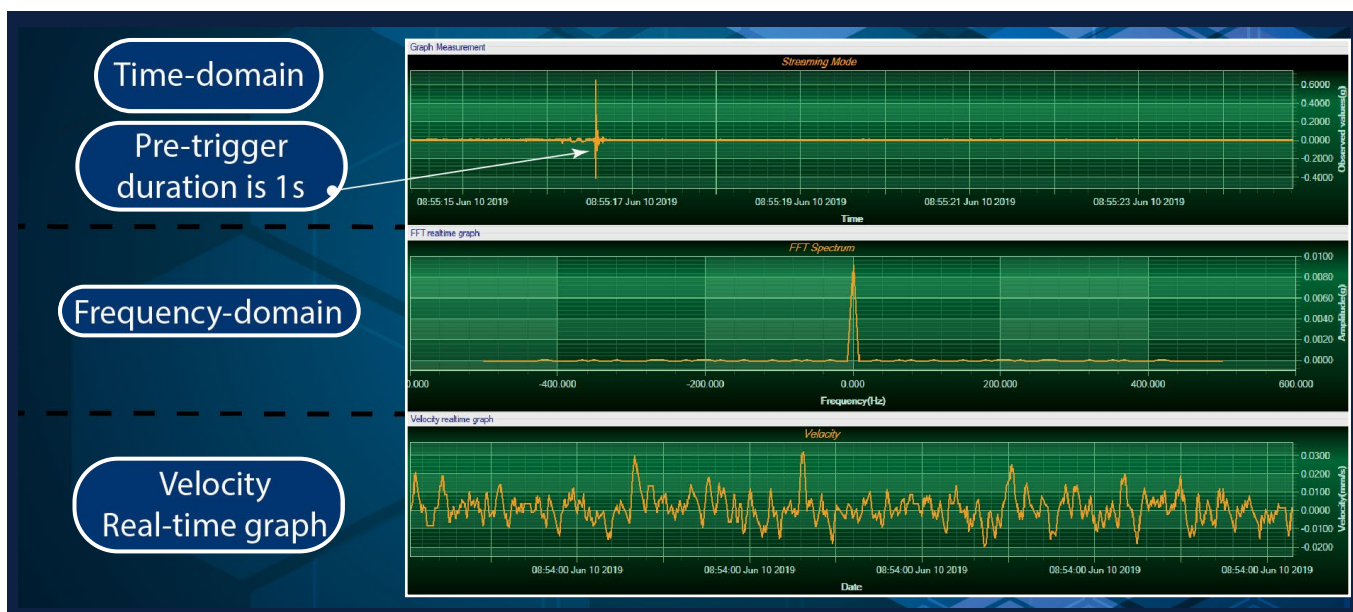 Time-domain
Pre-trigger
duration is 1s
Graph Measurement
Streaming Mode
0.6000
0.4000
0.2000
0.0000
-0.2000
-0.4000
Observed values(g)
08:55:15 Jun 10 2019 08:55:17 Jun 10 2019 08:55:19 Jun 10 2019 08:55:21 Jun 10 2019 08:55:23 Jun 10 2019
Time
Frequency-domain
FFT realtime graph
FFT Spectrum
0.0100
0.0080
0.0060
0.0040
0.0020
0.0000
Amplitude(g)
0.000 -400.000 -200.000 0.000 200.000 400.000 600.000
Frequency(Hz)
Velocity
Real-time graph
Velocity realtime graph
Velocity
0.0300
0.0200
0.0100
0.0000
-0.0100
-0.0200
Velocity(mm/s)
08:54:00 Jun 10 2019 08:54:00 Jun 10 2019 08:54:00 Jun 10 2019 08:54:00 Jun 10 2019 08:54:00 Jun 10 2019
Date